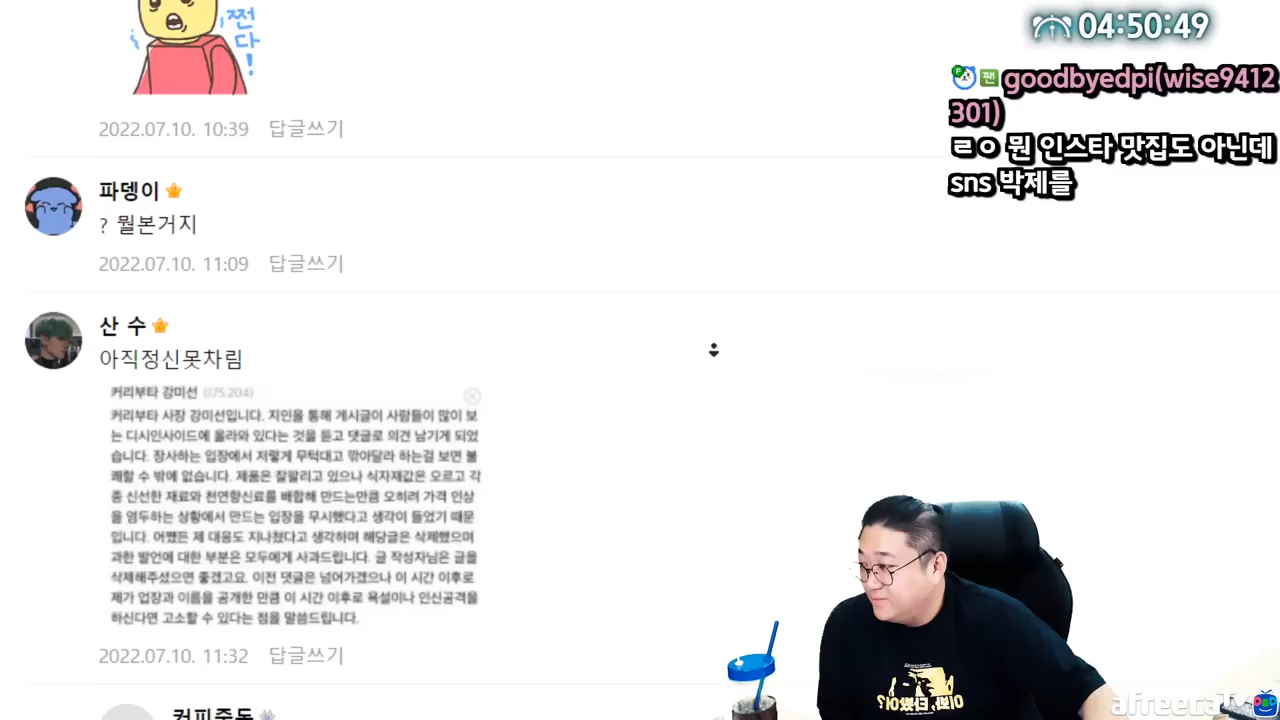 쩐
다
!
04:50:49
팬 goodbyedpi(wise9412
301)
ㄹㅇ 뭔 인스타 맛집도 아닌데
sns 박제를
2022.07.10. 10:39 답글쓰기
파뎅이
? 뭘본거지
2022.07.10. 11:09 답글쓰기
산 수
아직정신못차림
커리부타 강미선 (175.204)
커리부타 사장 강미선입니다. 지인을 통해 게시글이 사람들이 많이 보
는 디시인사이드에 올라와 있다는 것을 듣고 댓글로 의견 남기게 되었
습니다. 장사하는 입장에서 저렇게 무턱대고 깎아달라 하는걸 보면 불
쾌할 수 밖에 없습니다. 제품은 잘팔리고 있으나 식자재값은 오르고 각
종 신선한 재료와 천연향신료를 배합해 만드는만큼 오히려 가격 인상
을 염두하는 상황에서 만드는 입장을 무시했다고 생각이 들었기 때문
입니다. 어쨌든 제 대응도 지나쳤다고 생각하며 해당글은 삭제했으며
과한 발언에 대한 부분은 모두에게 사과드립니다. 글 작성자님은 글을
삭제해주셨으면 좋겠고요. 이전 댓글은 넘어가겠으나 이 시간 이후로
제가 업장과 이름을 공개한 만큼 이 시간 이후로 욕설이나 인신공격을
하신다면 고소할 수 있다는 점을 말씀드립니다.
2022.07.10. 11:32 답글쓰기
커피중독
afreecaTV